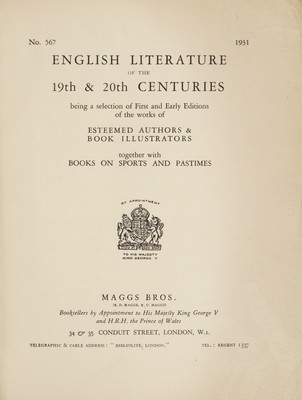 No. 567 1931
ENGLISH LITERATURE
OF THE
19th & 20th CENTURIES
being a selection of First and Early Editions
of the works of
ESTEEMED AUTHORS &
BOOK ILLUSTRATORS
together with
BOOKS ON SPORTS AND PASTIMES
BY APPOINTMENT
TO HIS MAJESTY
KING GEORGE V
MAGGS BROS.
(B. D. MAGGS, E. U. MAGGS)
Booksellers by Appointment to His Majesty King George V
and H.R.H. the Prince of Wales
34 & 35 CONDUIT STREET, LONDON, W.1.
TELEGRAPHIC & CABLE ADDRESS: "BIBLIOLITE, LONDON." TEL.: REGENT 1337